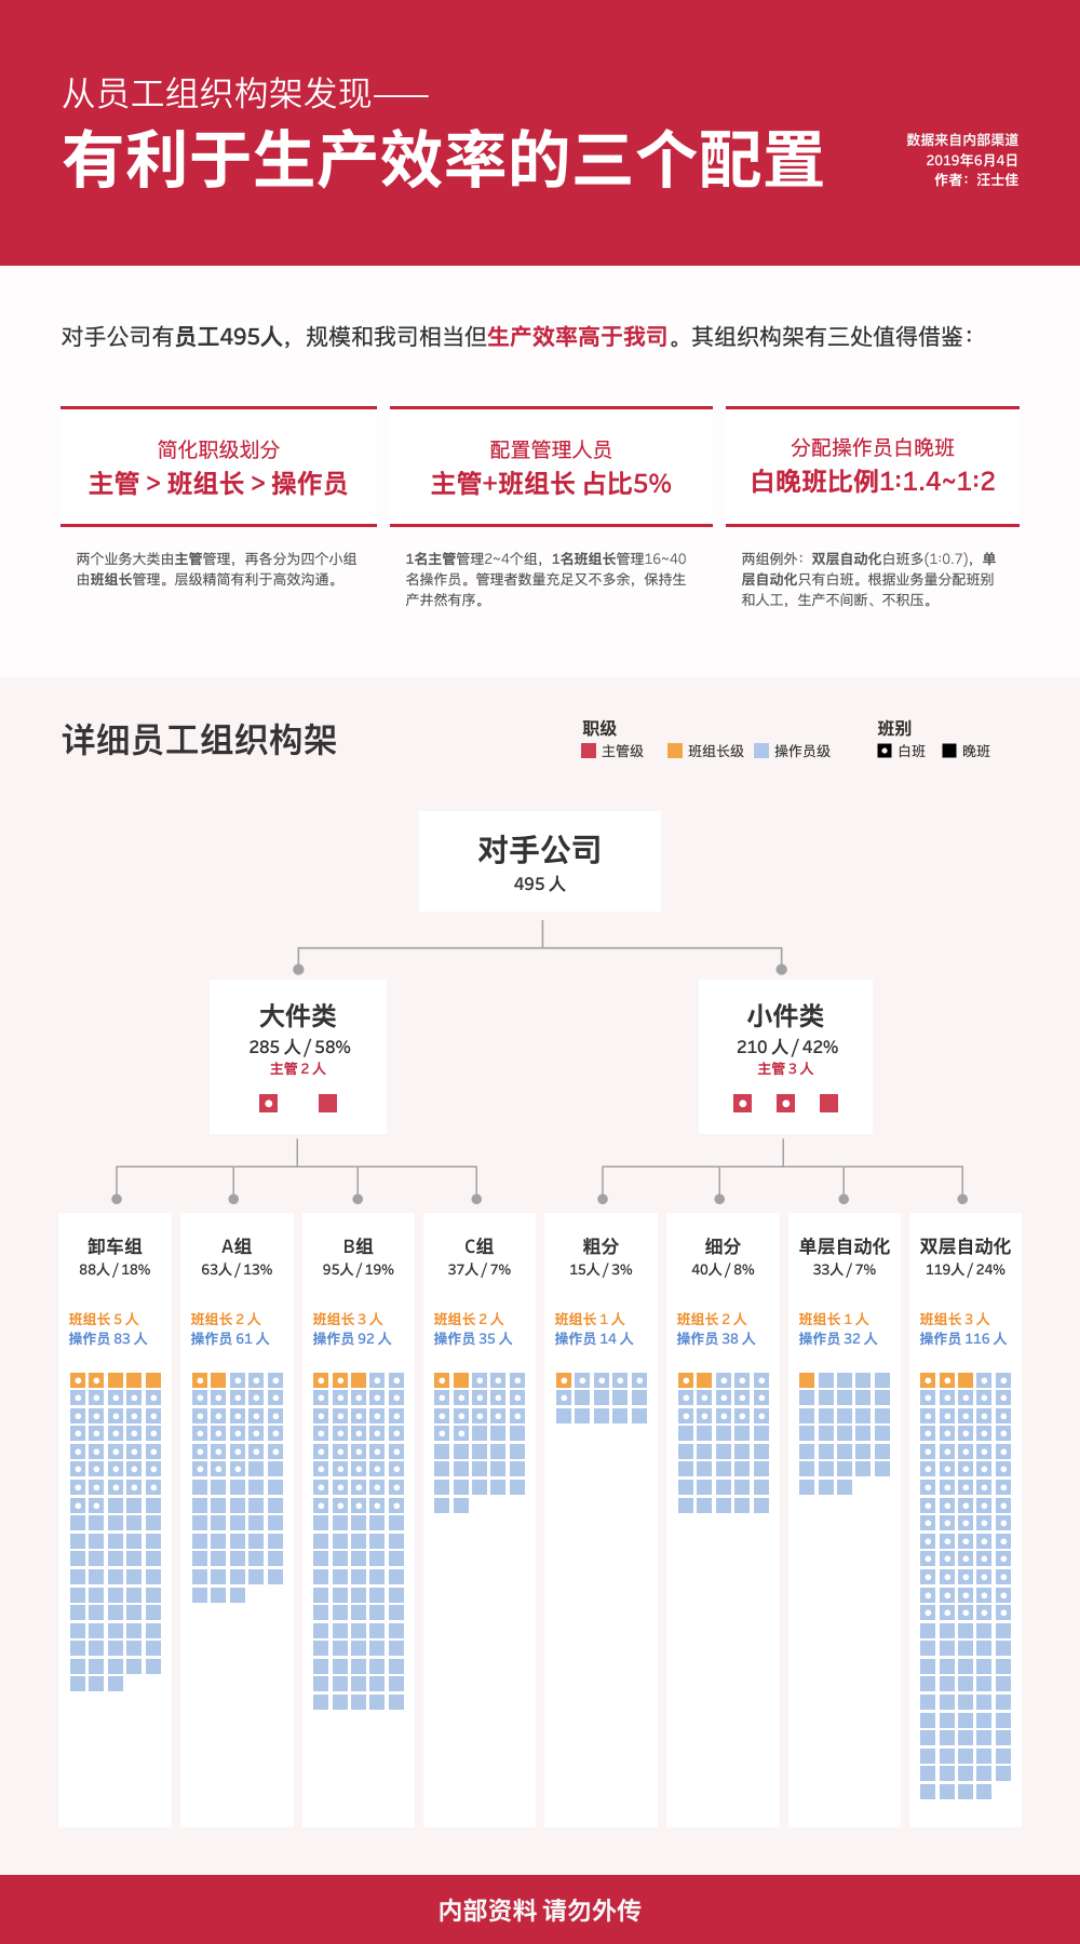 从员工组织构架发现——
有利于生产效率的三个配置
数据来自内部渠道
2019年6月4日
作者：汪士佳
对手公司有员工495人，规模和我司相当但生产效率高于我司。其组织构架有三处值得借鉴：
简化职级划分
主管 > 班组长 > 操作员
两个业务大类由主管管理，再各分为四个小组
由班组长管理。层级精简有利于高效沟通。
配置管理人员
主管+班组长 占比5%
1名主管管理2~4个组，1名班组长管理16~40
名操作员。管理者数量充足又不多余，保持生
产井然有序。
分配操作员白晚班
白晚班比例1:1.4~1:2
两组例外：双层自动化白班多(1:0.7)，单
层自动化只有白班。根据业务量分配班别
和人工，生产不间断、不积压。
详细员工组织构架
职级
主管级 班组长级 操作员级
班别
白班 晚班
对手公司
495 人
大件类
285 人 / 58%
主管 2 人
小件类
210 人 / 42%
主管 3 人
卸车组
88人 / 18%
班组长 5 人
操作员 83 人
A组
63人 / 13%
班组长 2 人
操作员 61 人
B组
95人 / 19%
班组长 3 人
操作员 92 人
C组
37人 / 7%
班组长 2 人
操作员 35 人
粗分
15人 / 3%
班组长 1 人
操作员 14 人
细分
40人 / 8%
班组长 2 人
操作员 38 人
单层自动化
33人 / 7%
班组长 1 人
操作员 32 人
双层自动化
119人 / 24%
班组长 3 人
操作员 116 人
内部资料 请勿外传